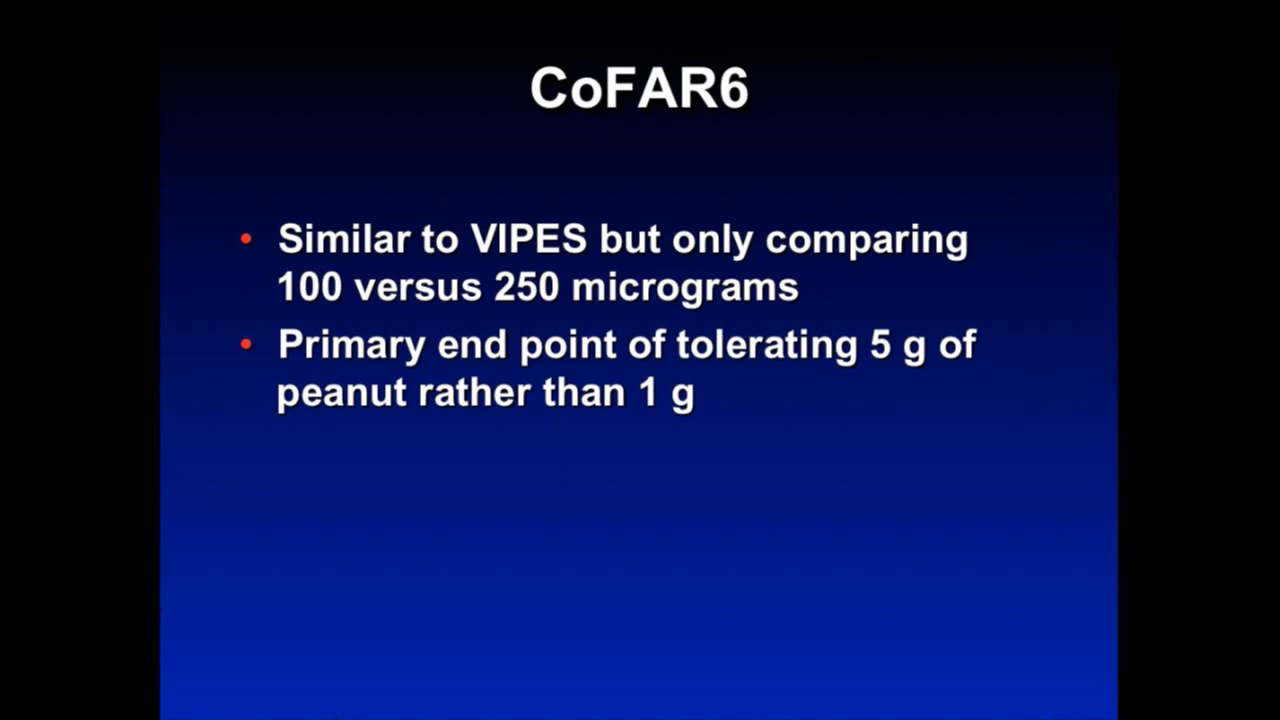 CoFAR6
• Similar to VIPES but only comparing
100 versus 250 micrograms
• Primary end point of tolerating 5 g of
peanut rather than 1 g